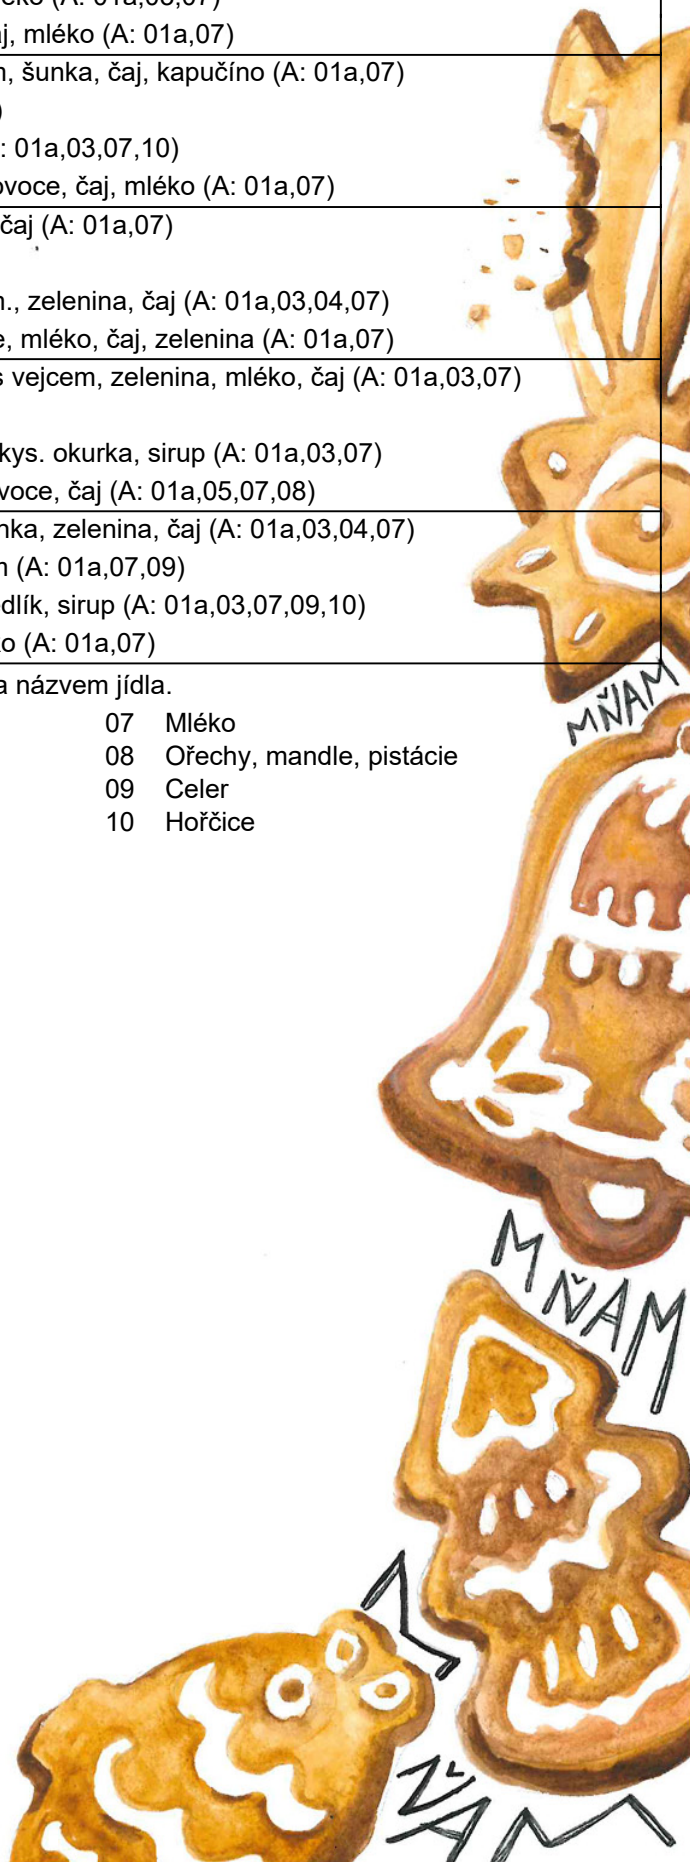 j, mléko (A: 01a,07)
, šunka, čaj, kapučíno (A: 01a,07)
)
: 01a,03,07,10)
ovoce, čaj, mléko (A: 01a,07)
čaj (A: 01a,07)
n., zelenina, čaj (A: 01a,03,04,07)
e, mléko, čaj, zelenina (A: 01a,07)
s vejcem, zelenina, mléko, čaj (A: 01a,03,07)
kys. okurka, sirup (A: 01a,03,07)
voce, čaj (A: 01a,05,07,08)
nka, zelenina, čaj (A: 01a,03,04,07)
(A: 01a,07,09)
edlík, sirup (A: 01a,03,07,09,10)
ko (A: 01a,07)
a názvem jídla.
07 Mléko
08 Ořechy, mandle, pistácie
09 Celer
10 Hořčice
MŇAM
MŇAM
MŇAM